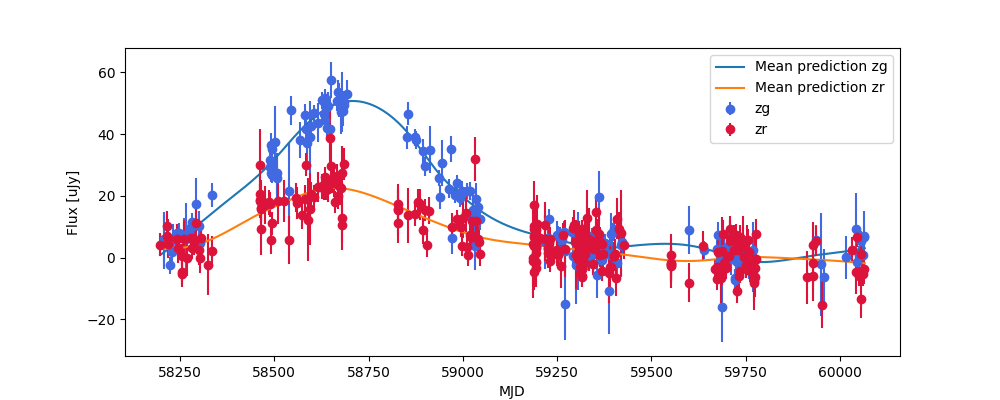 Mean prediction zg
Mean prediction zr
zg
zr
Flux [uJy]
60
40
20
0
−20
58250 58500 58750 59000 59250 59500 59750 60000
MJD